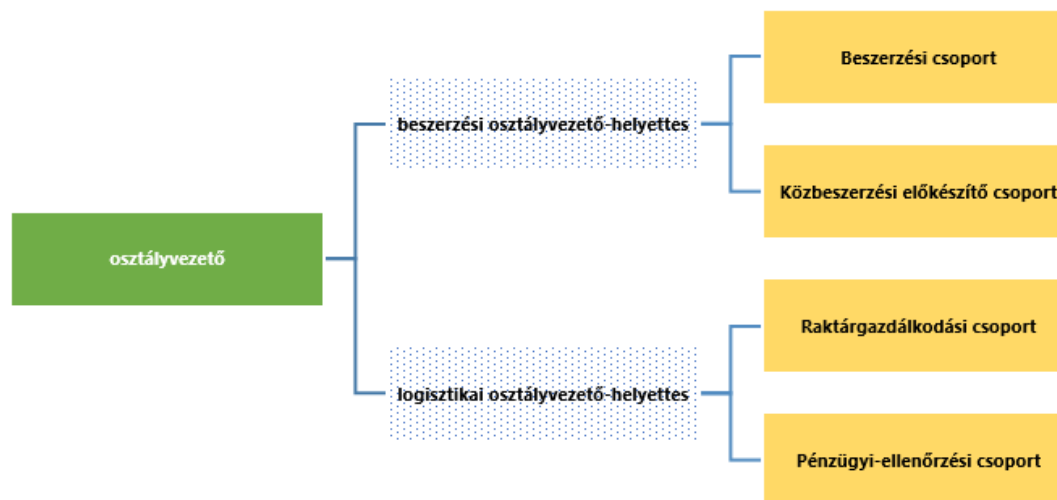 osztályvezető
beszerzési osztályvezető-helyettes
Beszerzési csoport
Közbeszerzési előkészítő csoport
logisztikai osztályvezető-helyettes
Raktárgazdálkodási csoport
Pénzügyi-ellenőrzési csoport